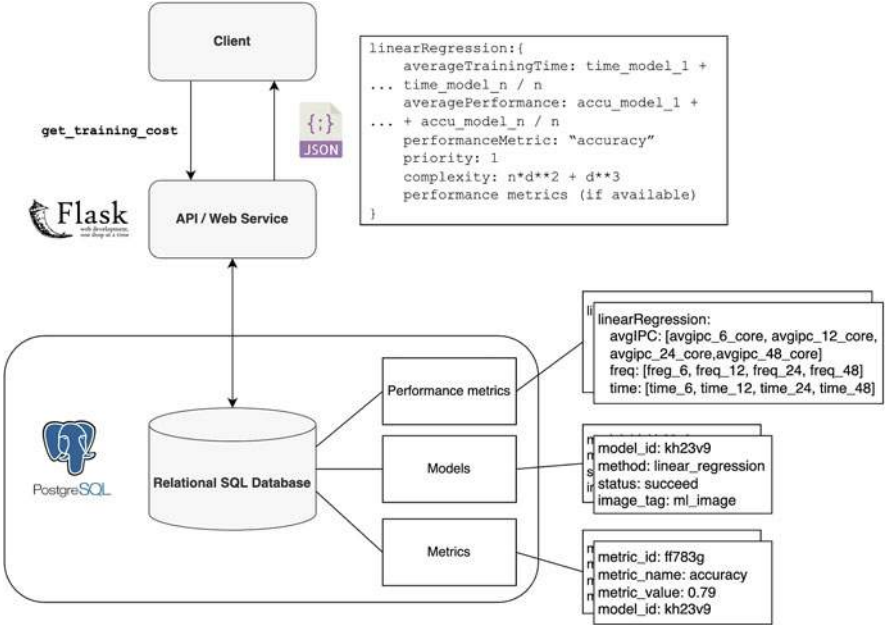 Client
linearRegression:{
averageTrainingTime: time_model_1 +
... time_model_n / n
averagePerformance: accu_model_1 +
... + accu_model_n / n
performanceMetric: “accuracy”
priority: 1
complexity: n*d**2 + d**3
performance metrics (if available)
}
get_training_cost
{;}
JSON
Flask
web development,
one drop at a time
API / Web Service
linearRegression:
avgIPC: [avgipc_6_core, avgipc_12_core,
avgipc_24_core,avgipc_48_core]
freq: [freg_6, freq_12, freq_24, freq_48]
time: [time_6, time_12, time_24, time_48]
Performance metrics
PostgreSQL
Relational SQL Database
Models
model_id: kh23v9
method: linear_regression
status: succeed
image_tag: ml_image
Metrics
metric_id: ff783g
metric_name: accuracy
metric_value: 0.79
model_id: kh23v9